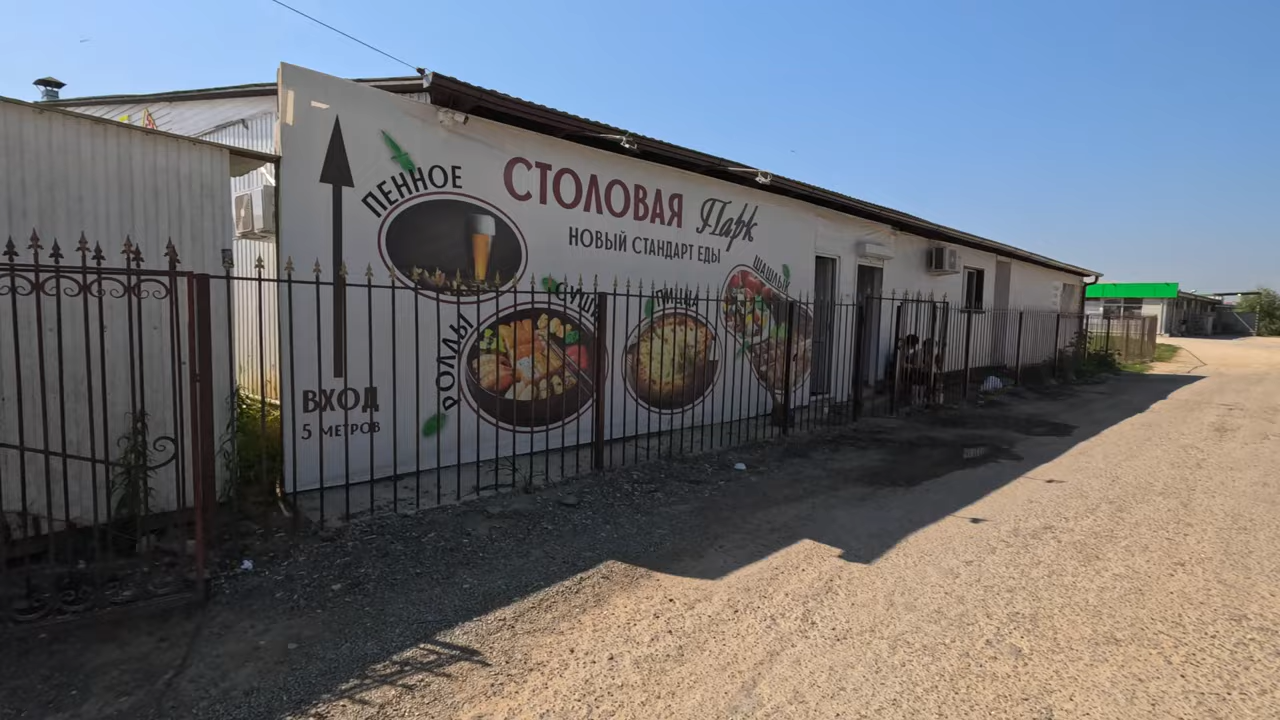 ПЕННОЕ
СТОЛОВАЯ
Парк
НОВЫЙ СТАНДАРТ ЕДЫ
РОЛЛЫ
СУШИ
ПИЦЦА
ШАШЛЫК
ВХОД
5 МЕТРОВ